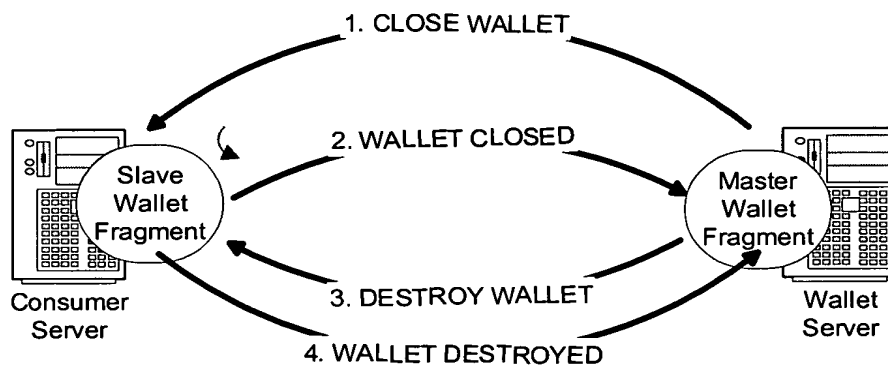 1. CLOSE WALLET
2. WALLET CLOSED
Slave
Wallet
Fragment
Master
Wallet
Fragment
3. DESTROY WALLET
4. WALLET DESTROYED
Consumer
Server
Wallet
Server